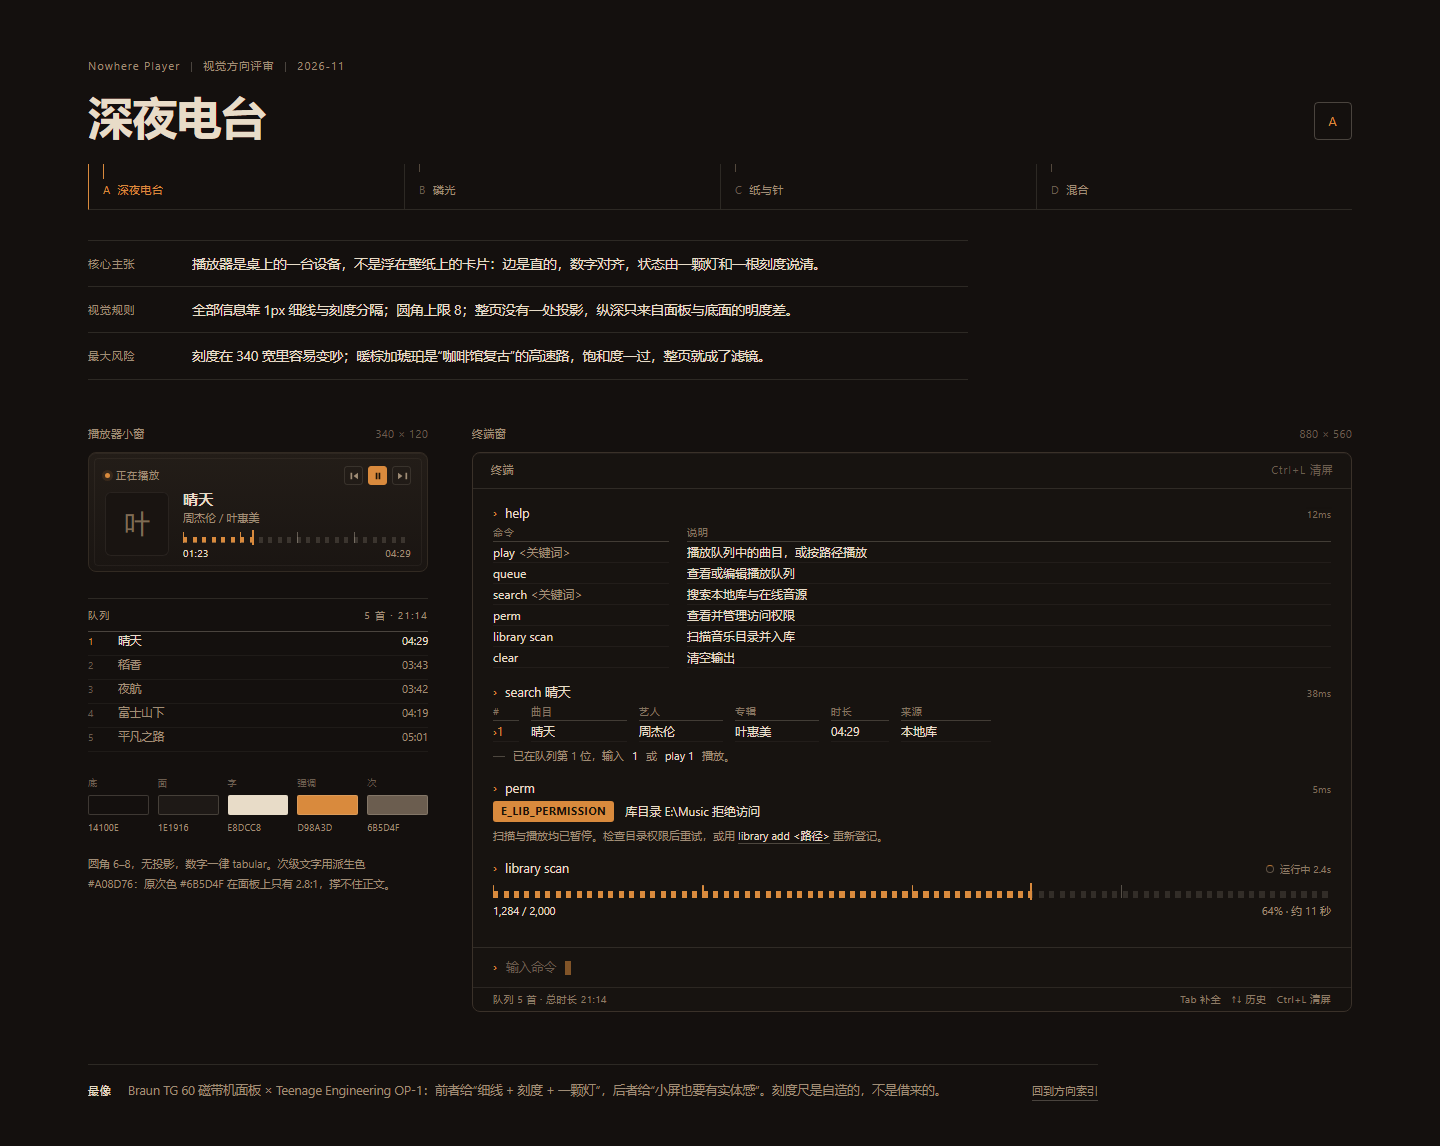 Nowhere Player | 视觉方向评审 | 2026-11
深夜电台
A
A 深夜电台
B 磷光
C 纸与针
D 混合
核心主张 播放器是桌上的一台设备，不是浮在壁纸上的卡片：边是直的，数字对齐，状态由一颗灯和一根刻度说清。
视觉规则 全部信息靠 1px 细线与刻度分隔；圆角上限 8；整页没有一处投影，纵深只来自面板与底面的明度差。
最大风险 刻度在 340 宽里容易变吵；暖棕加琥珀是“咖啡馆复古”的高速路，饱和度一过，整页就成了滤镜。
播放器小窗 340 × 120
正在播放
叶
晴天
周杰伦 / 叶惠美
01:23 04:29
队列 5 首 · 21:14
1 晴天 04:29
2 稻香 03:43
3 夜航 03:42
4 富士山下 04:19
5 平凡之路 05:01
底 面 字 强调 次
14100E 1E1916 E8DCC8 D98A3D 6B5D4F
圆角 6–8，无投影，数字一律 tabular。次级文字用派生色
#A08D76：原次色 #6B5D4F 在面板上只有 2.8:1，撑不住正文。
终端窗 880 × 560
终端 Ctrl+L 清屏
› help 12ms
命令 说明
play <关键词> 播放队列中的曲目，或按路径播放
queue 查看或编辑播放队列
search <关键词> 搜索本地库与在线音源
perm 查看并管理访问权限
library scan 扫描音乐目录并入库
clear 清空输出
› search 晴天 38ms
# 曲目 艺人 专辑 时长 来源
›1 晴天 周杰伦 叶惠美 04:29 本地库
— 已在队列第 1 位，输入 1 或 play 1 播放。
› perm 5ms
E_LIB_PERMISSION 库目录 E:\Music 拒绝访问
扫描与播放均已暂停。检查目录权限后重试，或用 library add <路径> 重新登记。
› library scan 运行中 2.4s
1,284 / 2,000 64% · 约 11 秒
› 输入命令
队列 5 首 · 总时长 21:14 Tab 补全 ↑↓ 历史 Ctrl+L 清屏
最像 Braun TG 60 磁带机面板 × Teenage Engineering OP-1：前者给“细线 + 刻度 + 一颗灯”，后者给“小屏也要有实体感”。刻度尺是自造的，不是借来的。 回到方向索引